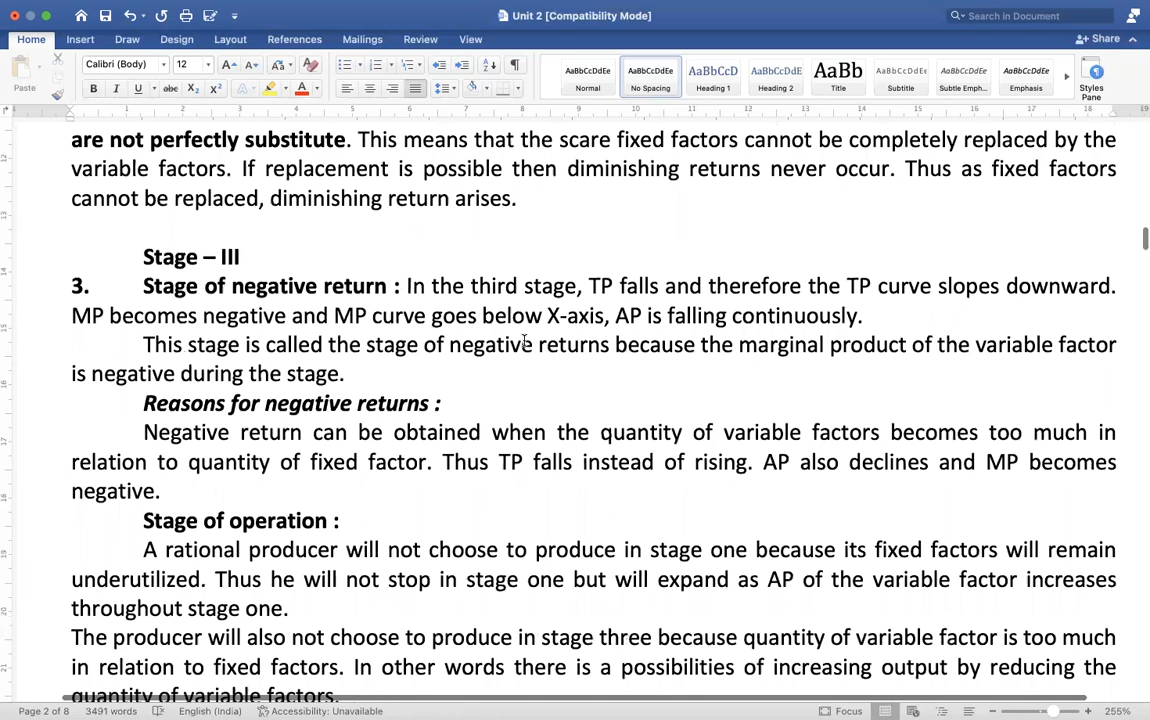 Unit 2 [Compatibility Mode]
Search in Document
Home Insert Draw Design Layout References Mailings Review View
Share
Paste
Calibri (Body) 12
AaBbCcDdEe AaBbCcDdEe AaBbCcD AaBbCcDdE AaBb AaBbCcDdEe AaBbCcDdEe AaBbCcDdEe
Normal No Spacing Heading 1 Heading 2 Title Subtitle Subtle Emph... Emphasis
Styles
Pane
are not perfectly substitute. This means that the scare fixed factors cannot be completely replaced by the
variable factors. If replacement is possible then diminishing returns never occur. Thus as fixed factors
cannot be replaced, diminishing return arises.
Stage – III
3. Stage of negative return : In the third stage, TP falls and therefore the TP curve slopes downward.
MP becomes negative and MP curve goes below X-axis, AP is falling continuously.
This stage is called the stage of negative returns because the marginal product of the variable factor
is negative during the stage.
Reasons for negative returns :
Negative return can be obtained when the quantity of variable factors becomes too much in
relation to quantity of fixed factor. Thus TP falls instead of rising. AP also declines and MP becomes
negative.
Stage of operation :
A rational producer will not choose to produce in stage one because its fixed factors will remain
underutilized. Thus he will not stop in stage one but will expand as AP of the variable factor increases
throughout stage one.
The producer will also not choose to produce in stage three because quantity of variable factor is too much
in relation to fixed factors. In other words there is a possibilities of increasing output by reducing the
quantity of variable factors.
Page 2 of 8 3491 words English (India) Accessibility: Unavailable Focus 255%